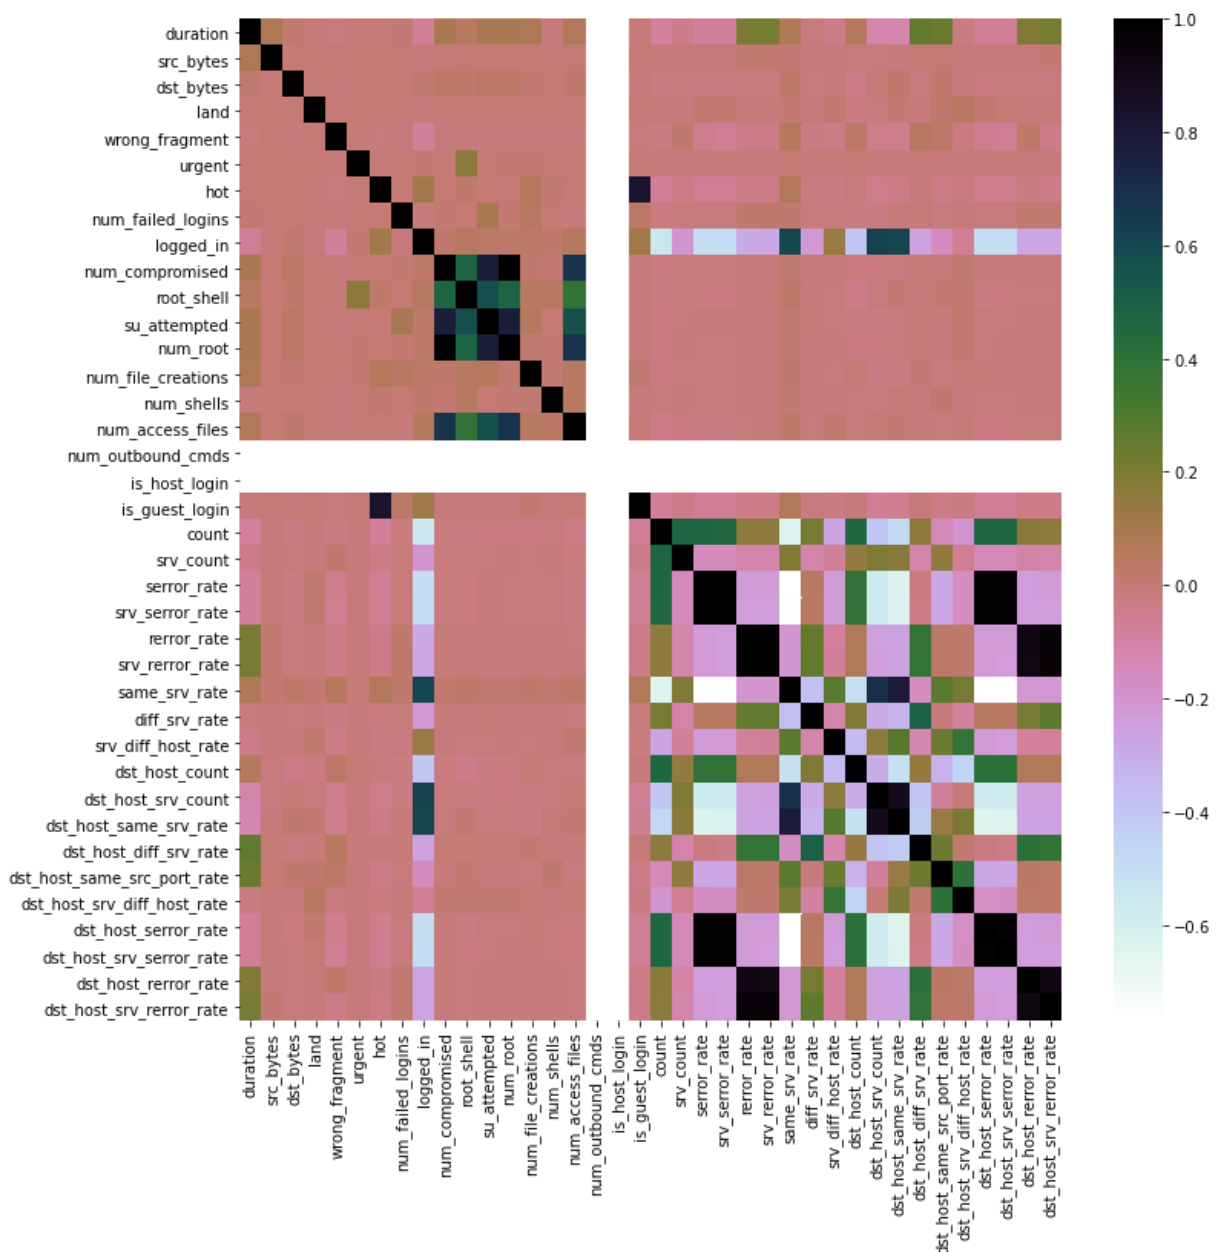 duration
src_bytes
dst_bytes
land
wrong_fragment
urgent
hot
num_failed_logins
logged_in
num_compromised
root_shell
su_attempted
num_root
num_file_creations
num_shells
num_access_files
num_outbound_cmds
is_host_login
is_guest_login
count
srv_count
serror_rate
srv_serror_rate
rerror_rate
srv_rerror_rate
same_srv_rate
diff_srv_rate
srv_diff_host_rate
dst_host_count
dst_host_srv_count
dst_host_same_srv_rate
dst_host_diff_srv_rate
dst_host_same_src_port_rate
dst_host_srv_diff_host_rate
dst_host_serror_rate
dst_host_srv_serror_rate
dst_host_rerror_rate
dst_host_srv_rerror_rate
duration
src_bytes
dst_bytes
land
wrong_fragment
urgent
hot
num_failed_logins
logged_in
num_compromised
root_shell
su_attempted
num_root
num_file_creations
num_shells
num_access_files
num_outbound_cmds
is_host_login
is_guest_login
count
srv_count
serror_rate
srv_serror_rate
rerror_rate
srv_rerror_rate
same_srv_rate
diff_srv_rate
srv_diff_host_rate
dst_host_count
dst_host_srv_count
dst_host_same_srv_rate
dst_host_diff_srv_rate
dst_host_same_src_port_rate
dst_host_srv_diff_host_rate
dst_host_serror_rate
dst_host_srv_serror_rate
dst_host_rerror_rate
dst_host_srv_rerror_rate
1.0
0.8
0.6
0.4
0.2
0.0
−0.2
−0.4
−0.6